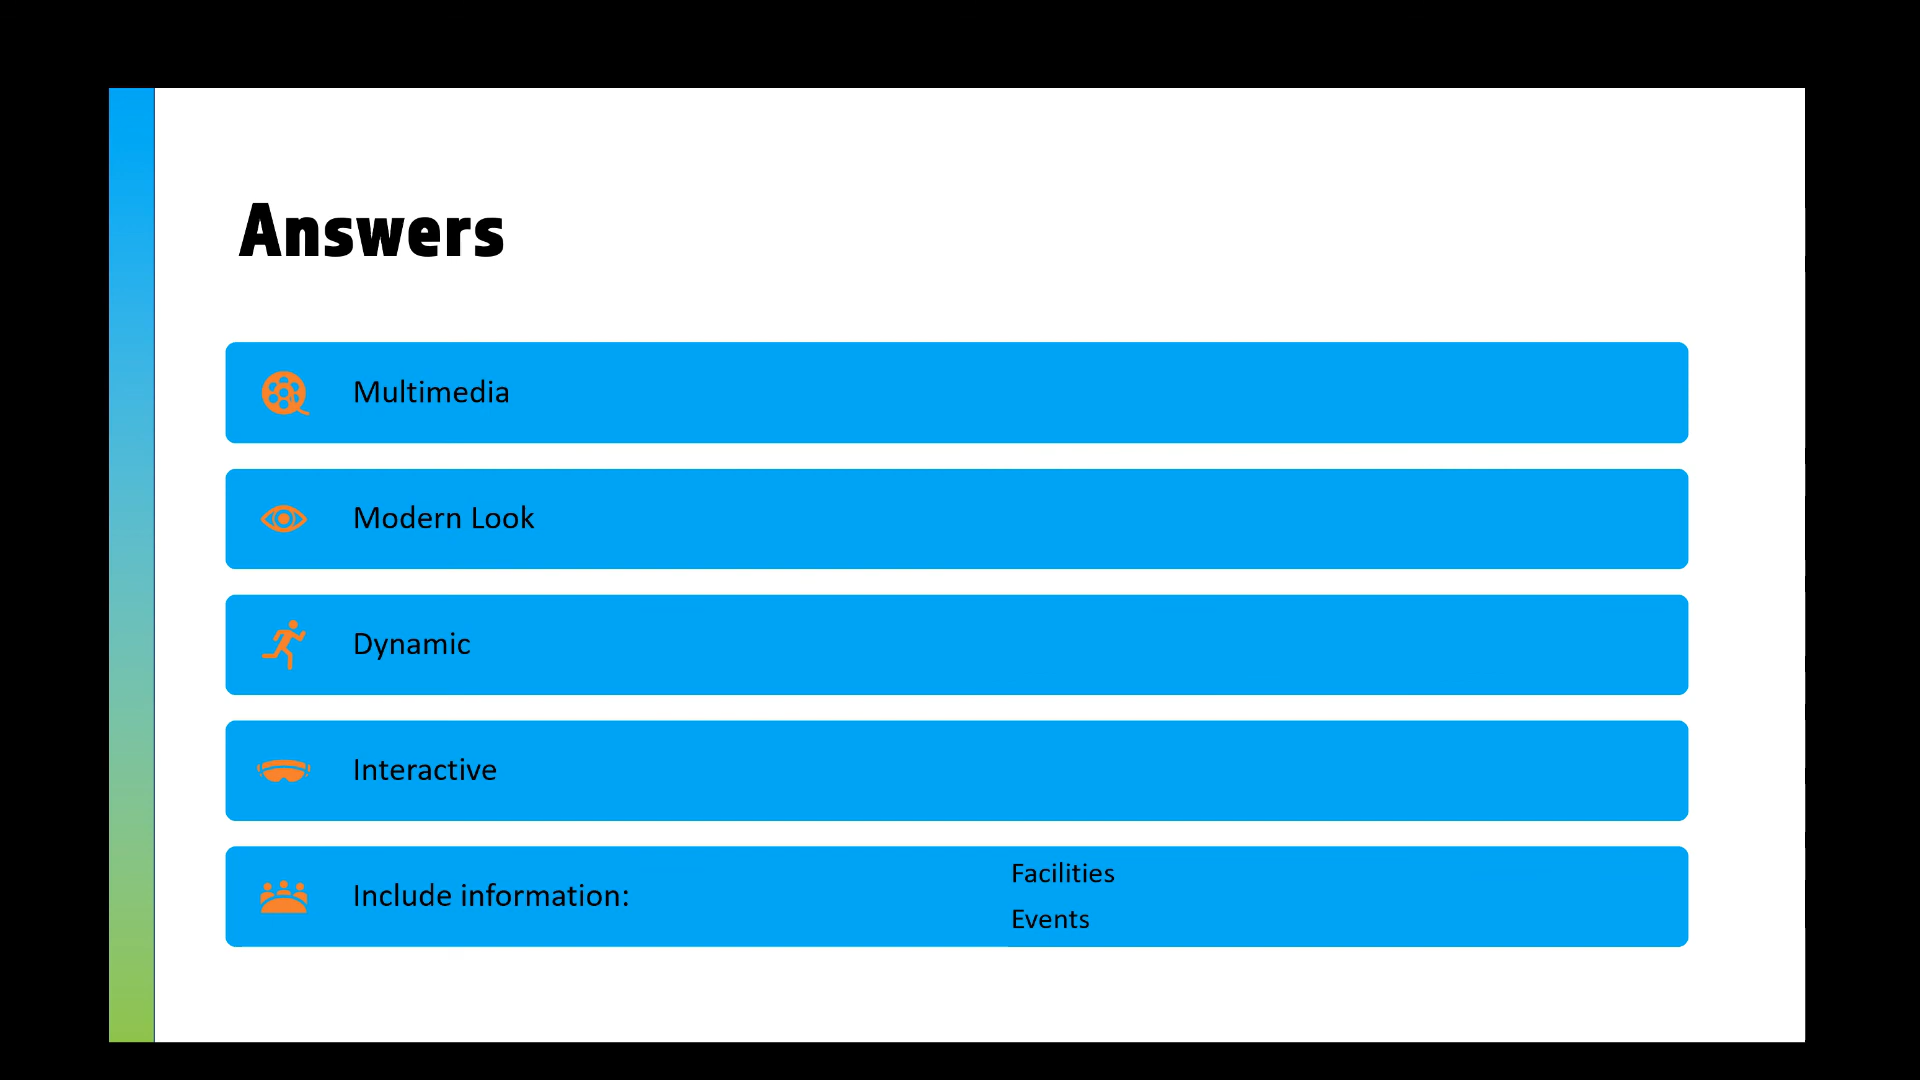 Answers
Multimedia
Modern Look
Dynamic
Interactive
Include information:
Facilities
Events